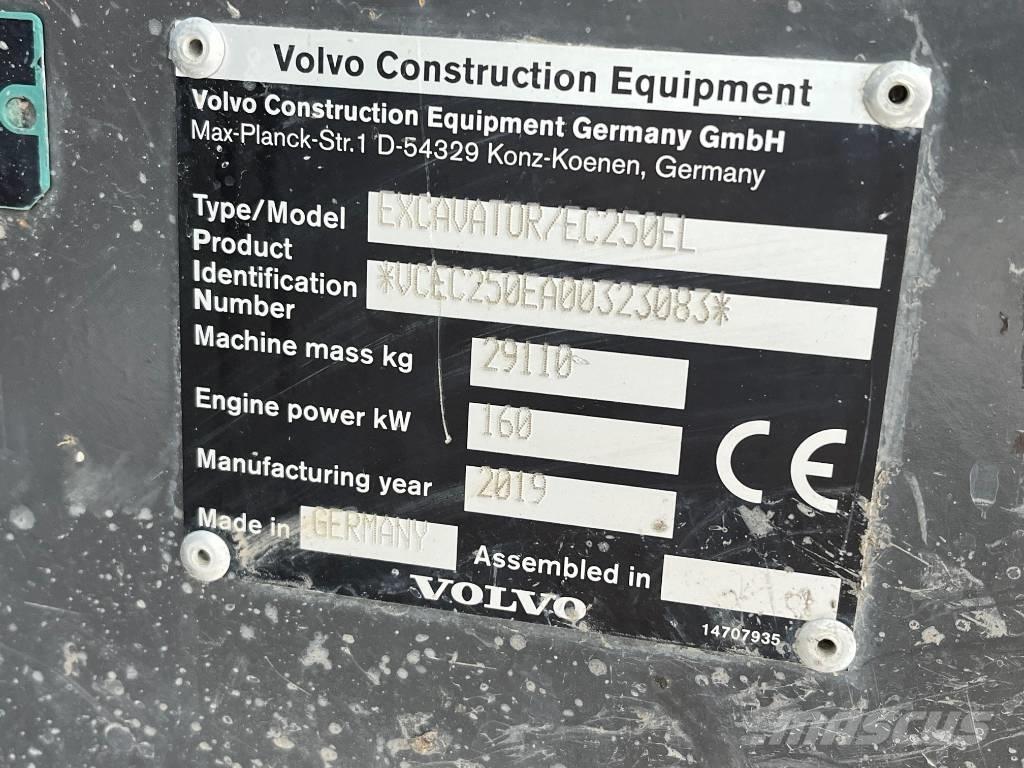 Volvo Construction Equipment
Volvo Construction Equipment Germany GmbH
Max-Planck-Str.1 D-54329 Konz-Koenen, Germany
Type/Model EXCAVATOR/EC250EL
Product
Identification *VCEC250EA00323083*
Number
Machine mass kg 29110
Engine power kW 160
CE
Manufacturing year 2019
Made in GERMANY
Assembled in
VOLVO
14707935
MASCUS